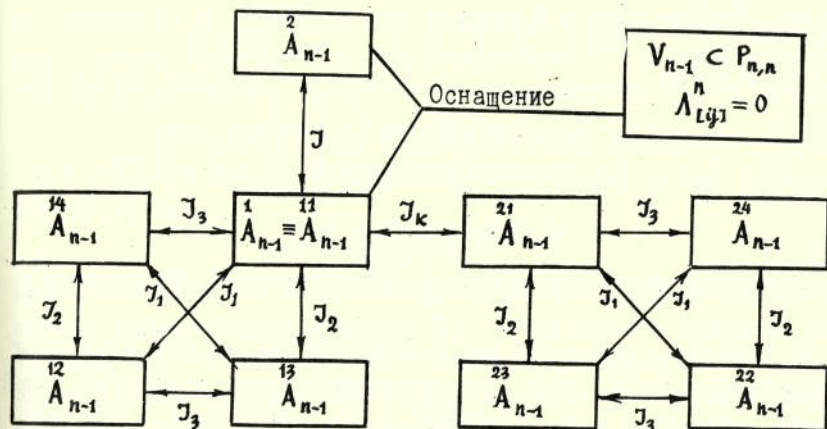 2
A n-1
Оснащение
V n-1 ⊂ P n,n
Λ n [ij] = 0
J
14
A n-1
J3
1 11
A n-1 ≡ A n-1
Jк
21
A n-1
J3
24
A n-1
J2
J1
J1
J2
J2
J1
J1
J2
12
A n-1
J3
13
A n-1
23
A n-1
J3
22
A n-1